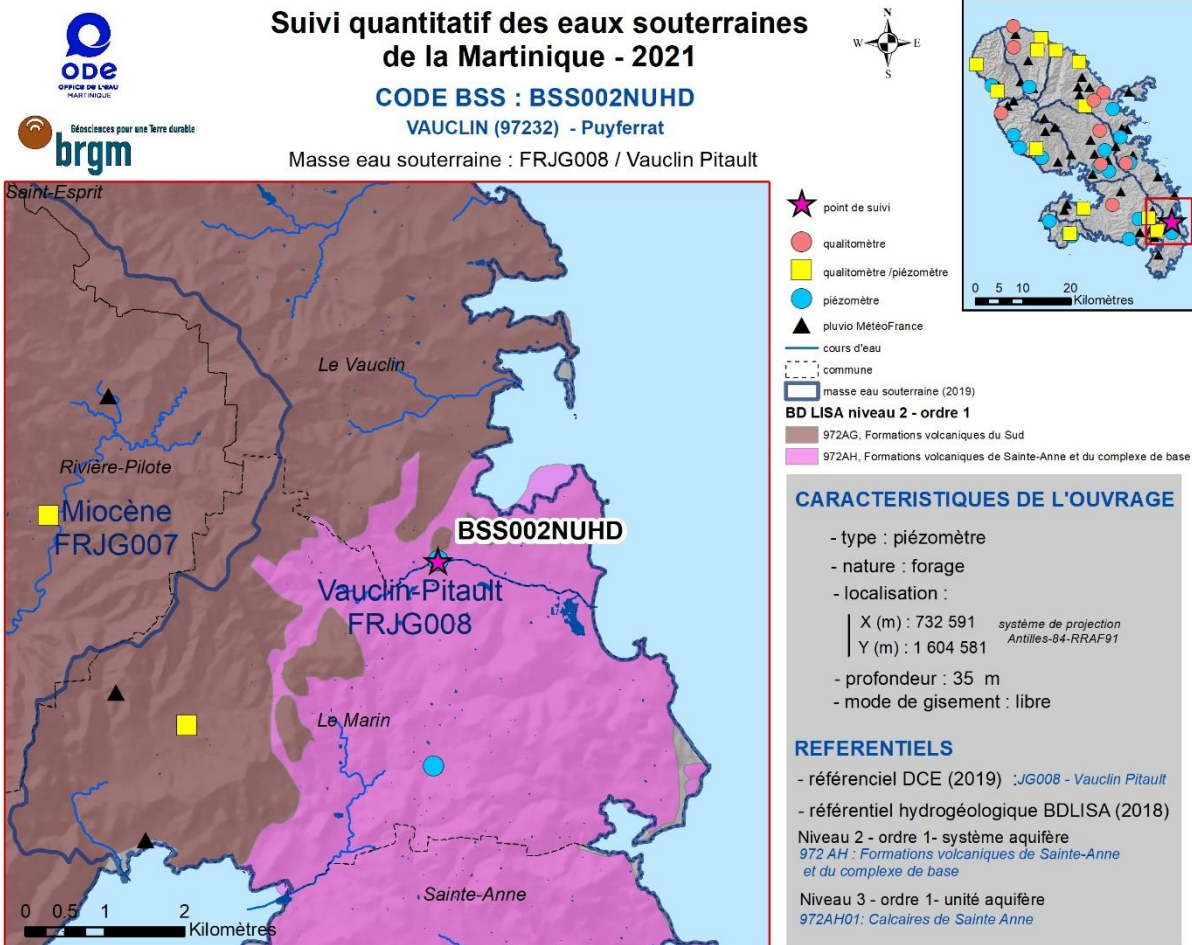 ODE
OFFICE DE L'EAU
MARTINIQUE
Géosciences pour une Terre durable
brgm
Suivi quantitatif des eaux souterraines
de la Martinique - 2021
CODE BSS : BSS002NUHD
VAUCLIN (97232) - Puyferrat
Masse eau souterraine : FRJG008 / Vauclin Pitault
N
W E
S
0 5 10 20
Kilomètres
Saint-Esprit
Le Vauclin
Rivière-Pilote
Miocène
FRJG007
BSS002NUHD
Vauclin-Pitault
FRJG008
Le Marin
Sainte-Anne
0 0.5 1 2
Kilomètres
point de suivi
qualitomètre
qualitomètre /piézomètre
piézomètre
pluvio MétéoFrance
cours d'eau
commune
masse eau souterraine (2019)
BD LISA niveau 2 - ordre 1
972AG, Formations volcaniques du Sud
972AH, Formations volcaniques de Sainte-Anne et du complexe de base
CARACTERISTIQUES DE L'OUVRAGE
- type : piézomètre
- nature : forage
- localisation :
X (m) : 732 591
Y (m) : 1 604 581
système de projection
Antilles-84-RRAF91
- profondeur : 35 m
- mode de gisement : libre
REFERENTIELS
- référenciel DCE (2019) : JG008 - Vauclin Pitault
- référentiel hydrogéologique BDLISA (2018)
Niveau 2 - ordre 1- système aquifère
972 AH : Formations volcaniques de Sainte-Anne
et du complexe de base
Niveau 3 - ordre 1- unité aquifère
972AH01: Calcaires de Sainte Anne